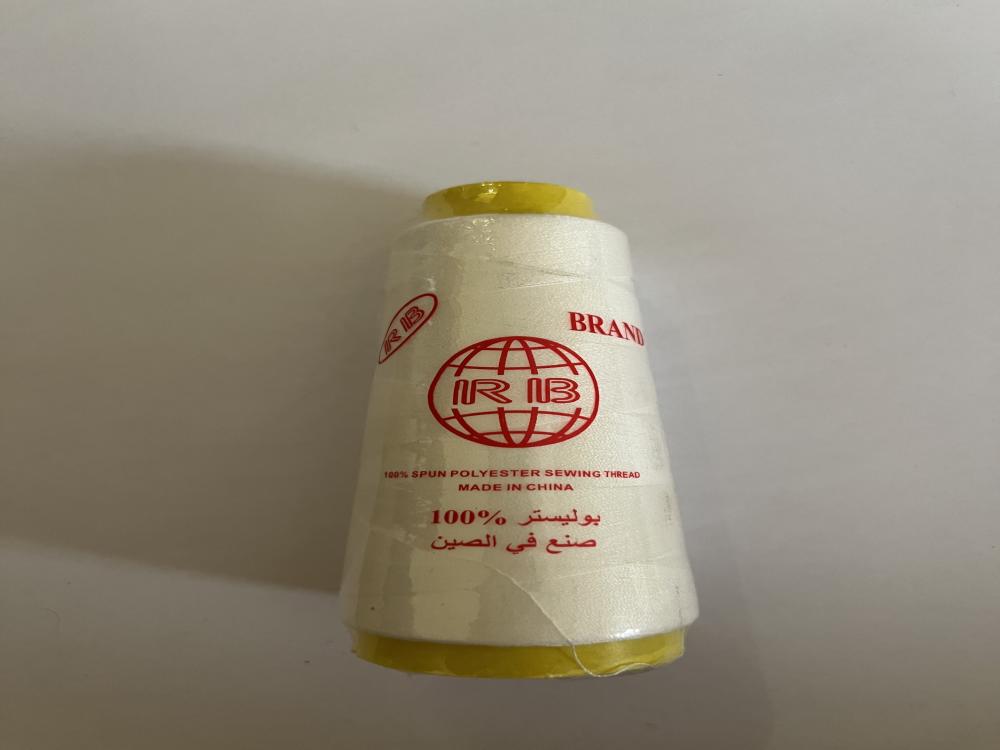 RB
BRAND
RB
100% SPUN POLYESTER SEWING THREAD
MADE IN CHINA
بوليستر %100
صنع في الصين